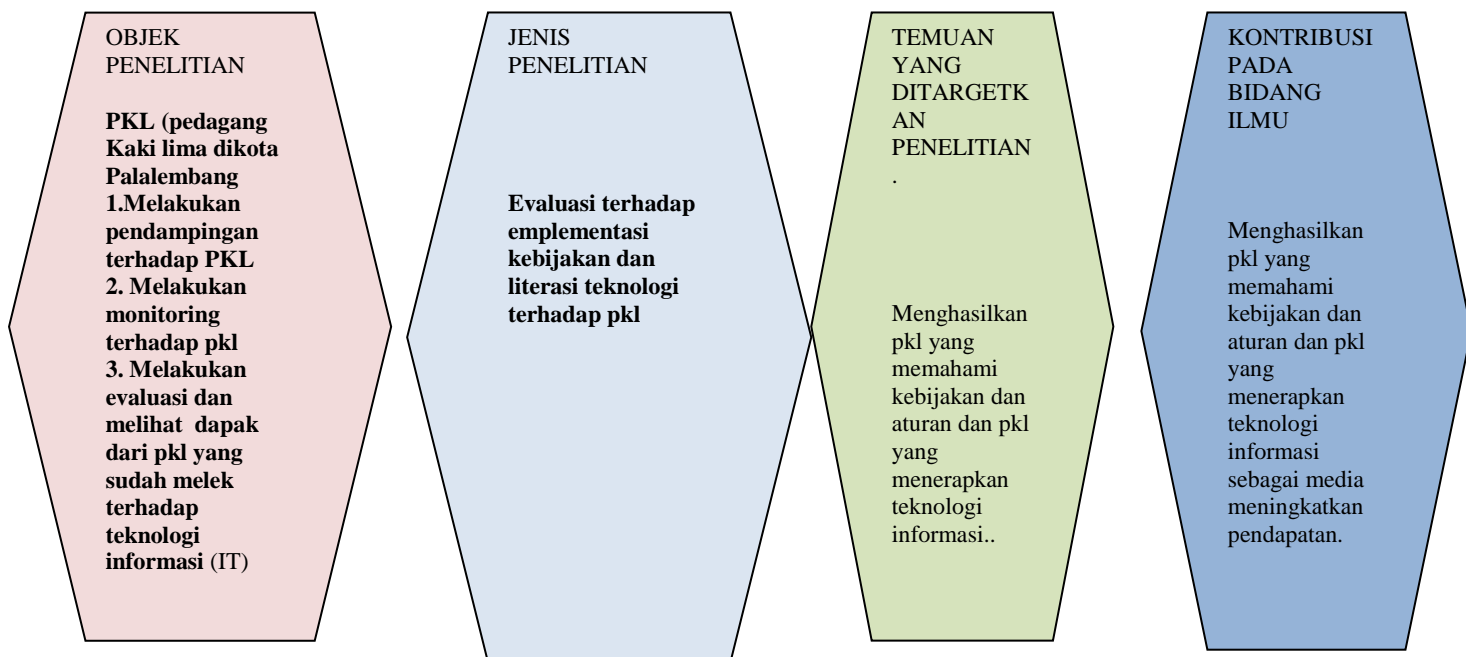 OBJEK
PENELITIAN
PKL (pedagang
Kaki lima dikota
Palalembang
1.Melakukan
pendampingan
terhadap PKL
2. Melakukan
monitoring
terhadap pkl
3. Melakukan
evaluasi dan
melihat dapak
dari pkl yang
sudah melek
terhadap
teknologi
informasi (IT)
JENIS
PENELITIAN
Evaluasi terhadap
emplementasi
kebijakan dan
literasi teknologi
terhadap pkl
TEMUAN
YANG
DITARGETK
AN
PENELITIAN
.
Menghasilkan
pkl yang
memahami
kebijakan dan
aturan dan pkl
yang
menerapkan
teknologi
informasi..
KONTRIBUSI
PADA
BIDANG
ILMU
Menghasilkan
pkl yang
memahami
kebijakan dan
aturan dan pkl
yang
menerapkan
teknologi
informasi
sebagai media
meningkatkan
pendapatan.